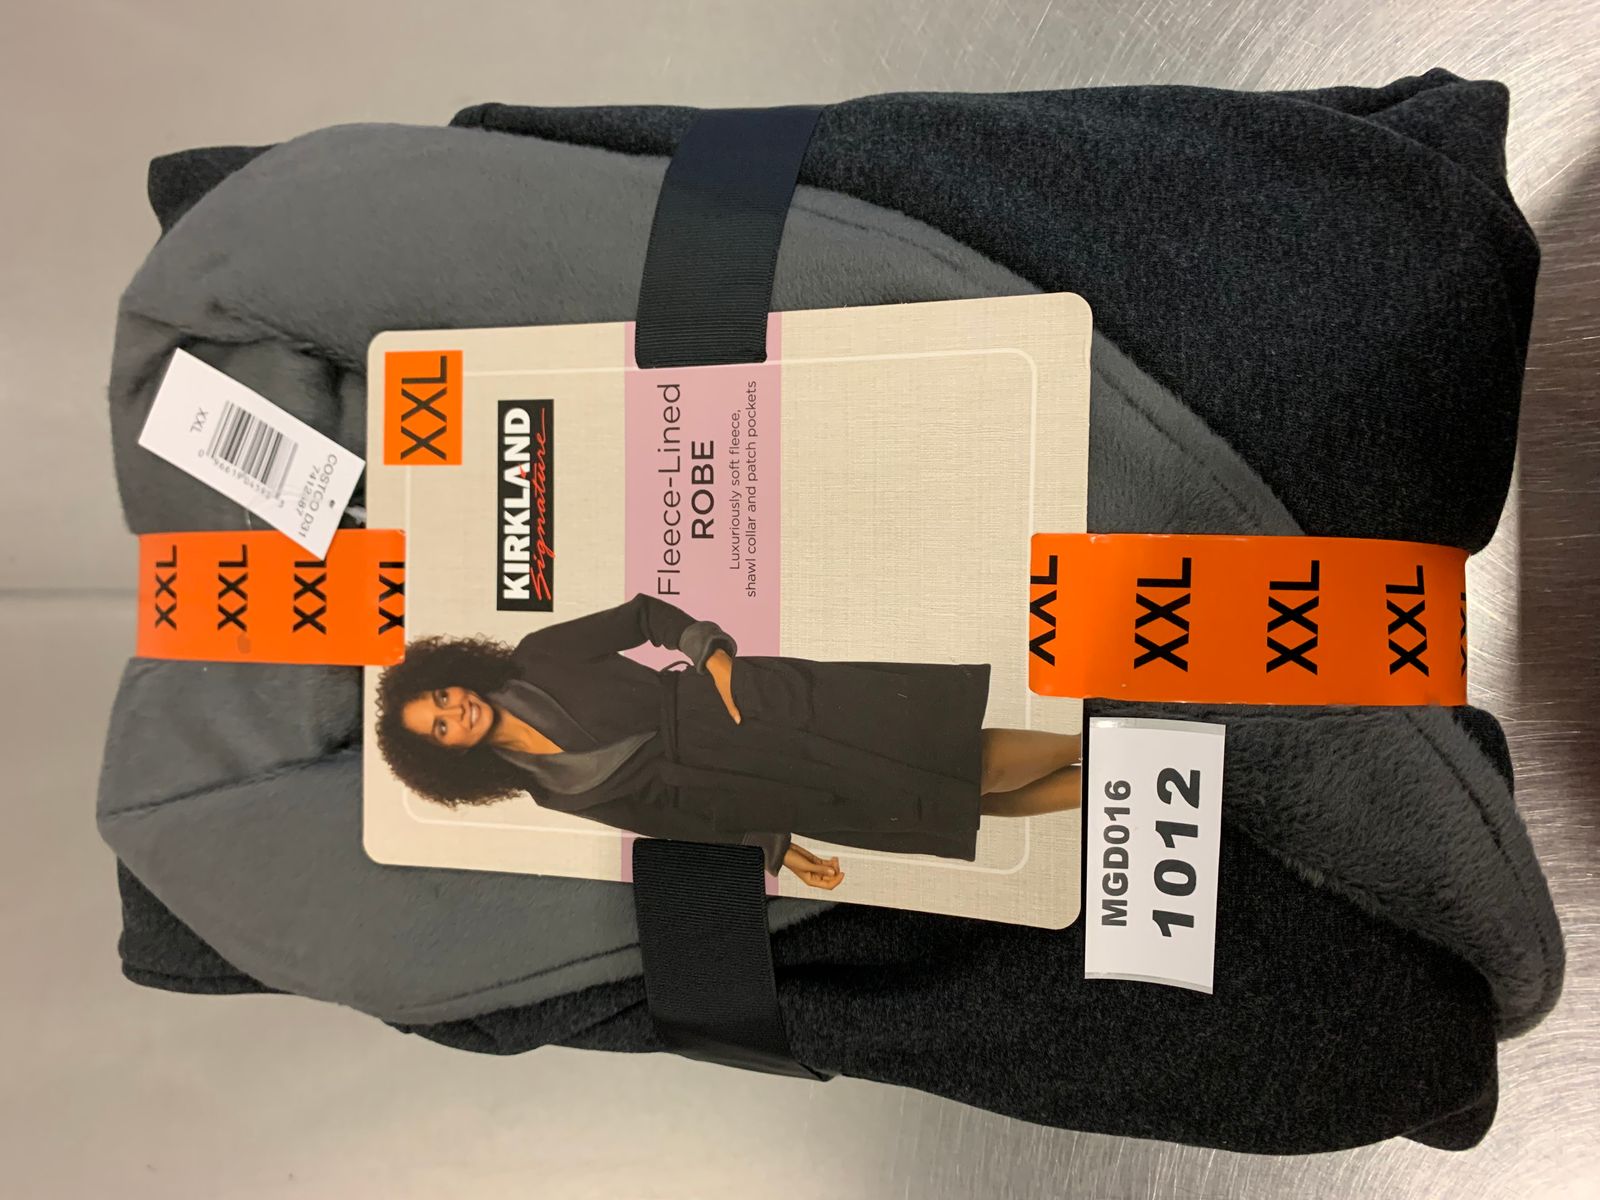 XXL
KIRKLAND
Signature
Fleece-Lined
ROBE
Luxuriously soft fleece,
shawl collar and patch pockets
XXL
XXL
XXL
XXL
XXL
XXL
XXL
XXL
XXL
COSTCO D31
XXL
MGD016
1012